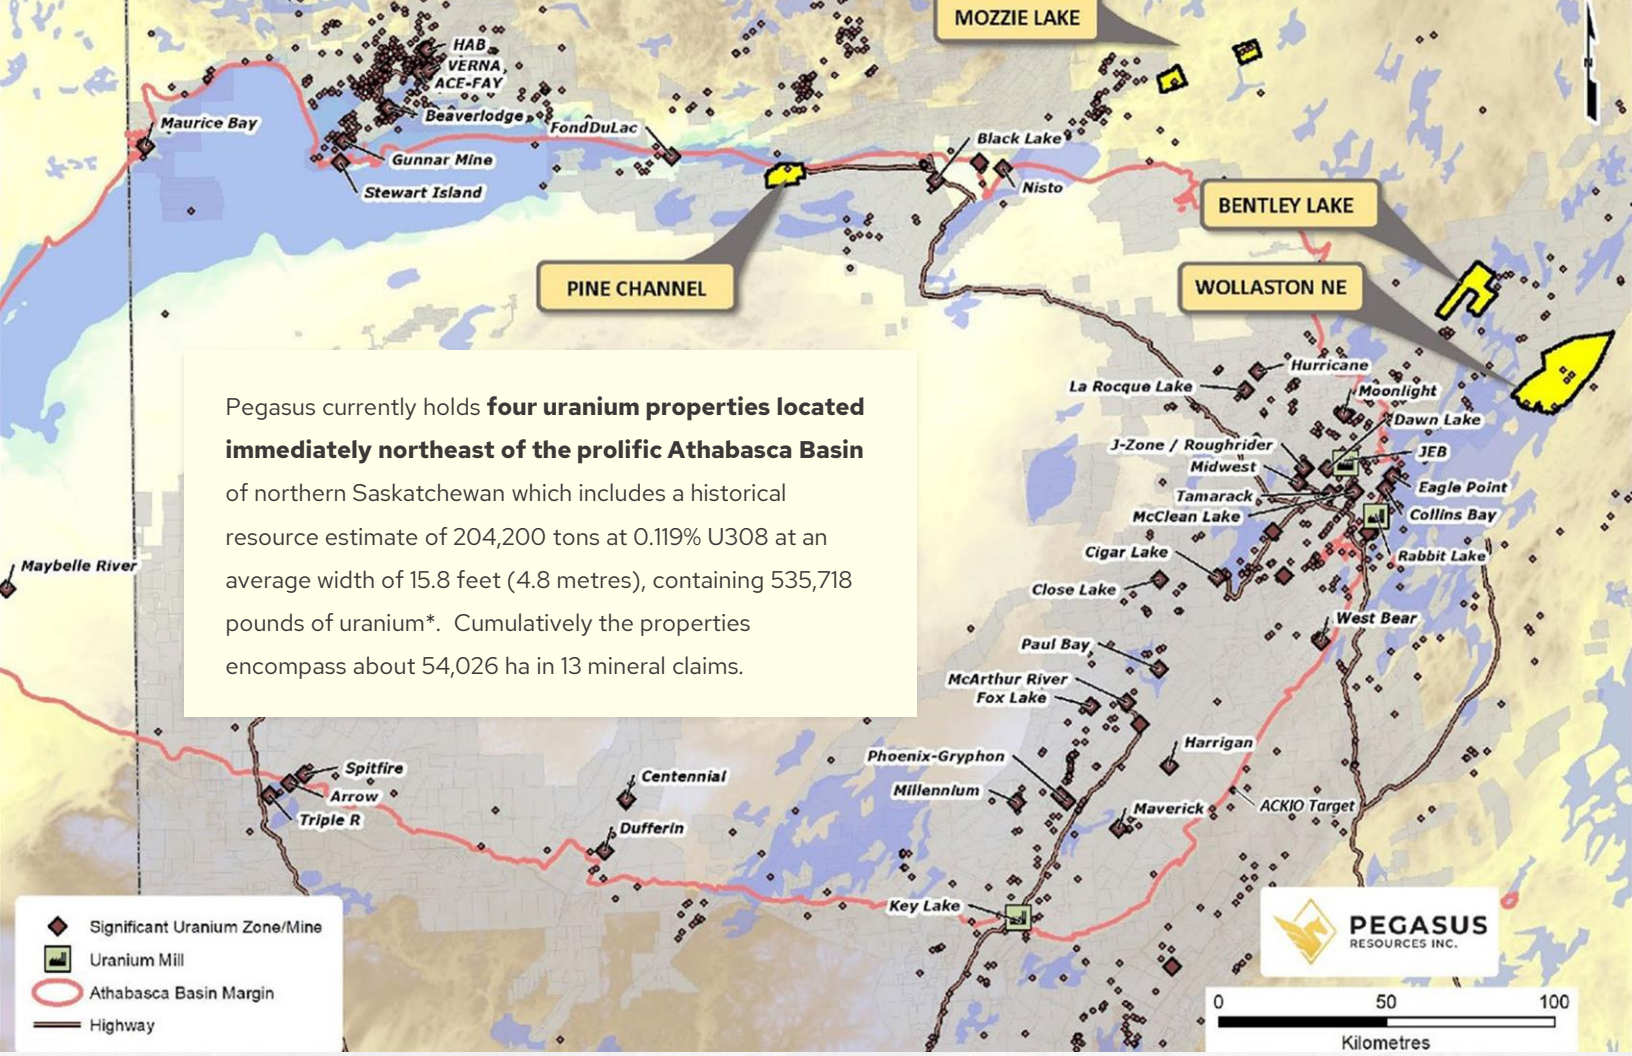 MOZZIE LAKE
HAB
VERNA
ACE-FAY
Maurice Bay
Beaverlodge
FondDuLac
Black Lake
Gunnar Mine
Stewart Island
Nisto
N
BENTLEY LAKE
PINE CHANNEL
WOLLASTON NE
Hurricane
La Rocque Lake
Moonlight
Dawn Lake
J-Zone / Roughrider
JEB
Midwest
Eagle Point
Tamarack
McClean Lake
Collins Bay
Cigar Lake
Rabbit Lake
Close Lake
Maybelle River
West Bear
Pegasus currently holds four uranium properties located
immediately northeast of the prolific Athabasca Basin
of northern Saskatchewan which includes a historical
resource estimate of 204,200 tons at 0.119% U308 at an
average width of 15.8 feet (4.8 metres), containing 535,718
pounds of uranium*. Cumulatively the properties
encompass about 54,026 ha in 13 mineral claims.
Paul Bay
McArthur River
Fox Lake
Harrigan
Phoenix-Gryphon
Spitfire
Centennial
Millennium
Arrow
Maverick
ACKIO Target
Triple R
Dufferin
Key Lake
Significant Uranium Zone/Mine
Uranium Mill
Athabasca Basin Margin
Highway
PEGASUS
RESOURCES INC.
0 50 100
Kilometres